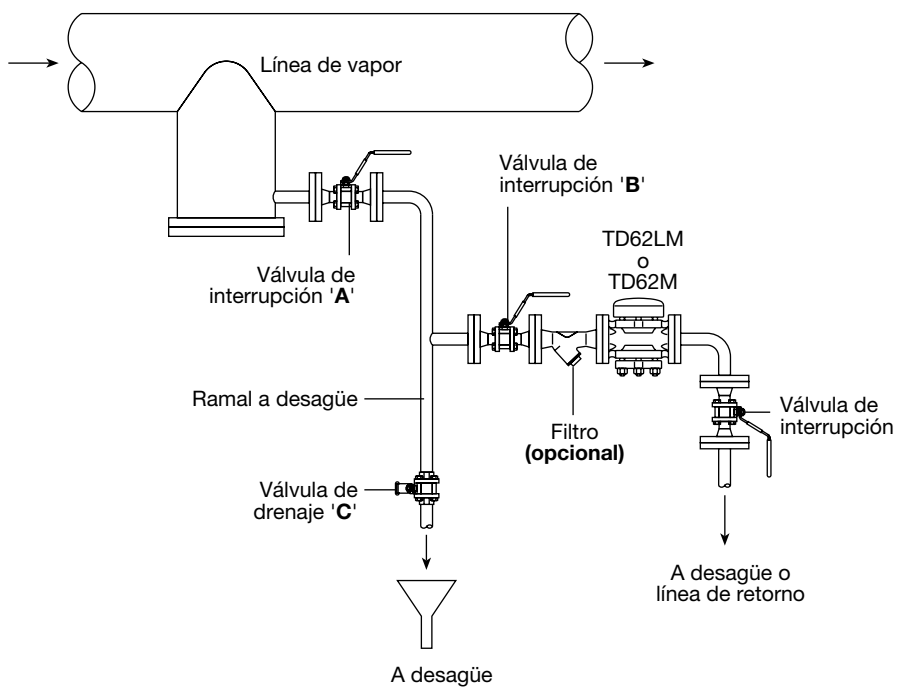 Línea de vapor
Válvula de
interrupción 'B'
TD62LM
o
TD62M
Válvula de
interrupción 'A'
Ramal a desagüe
Filtro
(opcional)
Válvula de
interrupción
Válvula de
drenaje 'C'
A desagüe o
línea de retorno
A desagüe